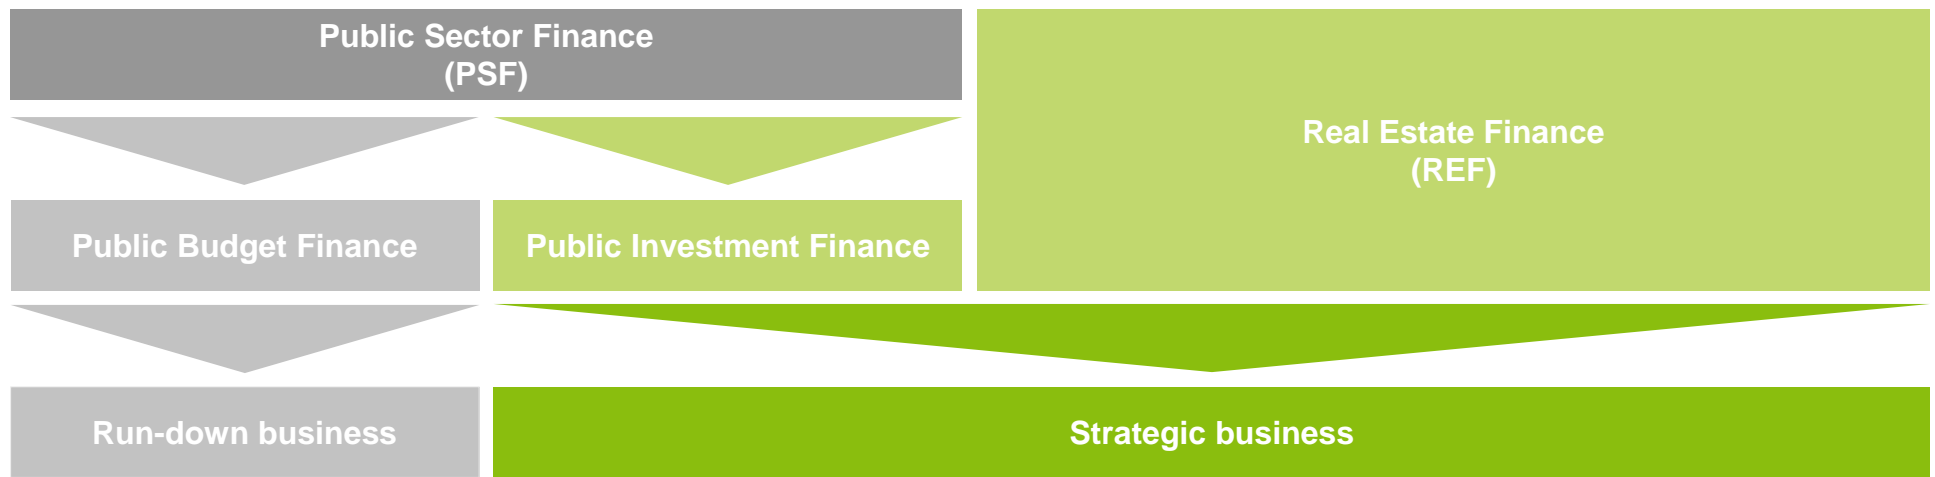 Public Sector Finance
(PSF)
Real Estate Finance
(REF)
Public Budget Finance
Public Investment Finance
Run-down business
Strategic business